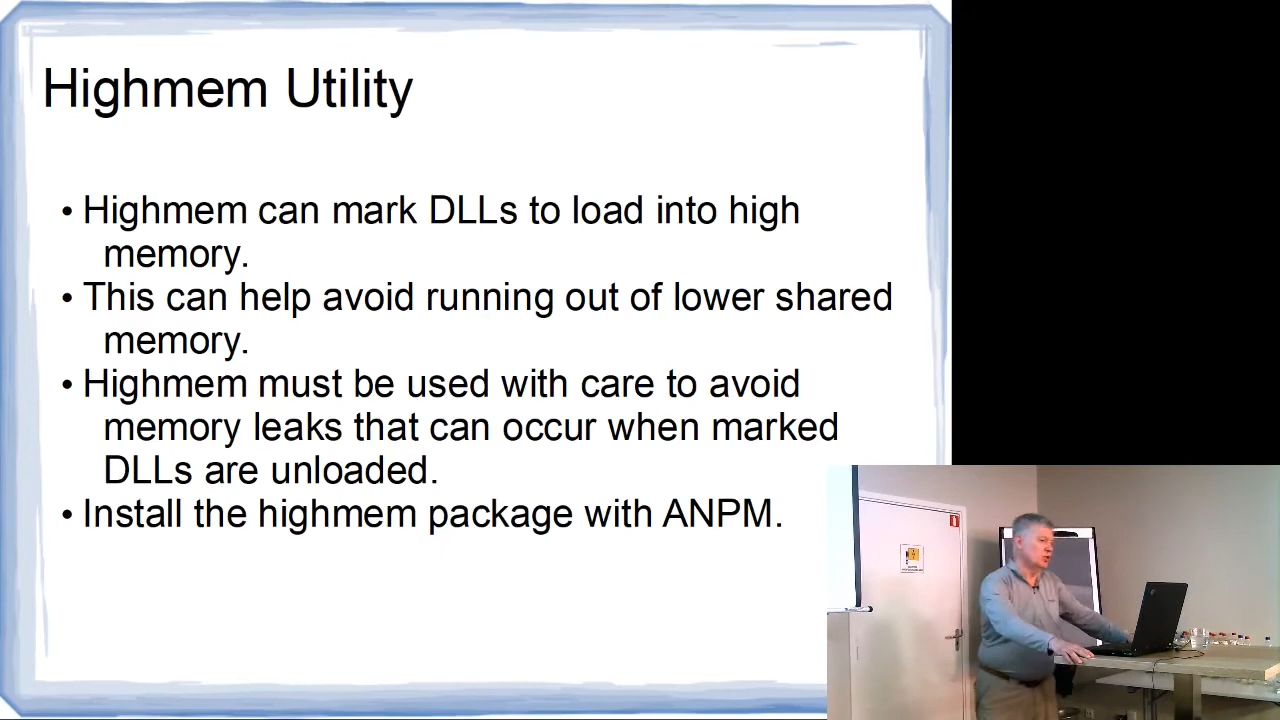 Highmem Utility
• Highmem can mark DLLs to load into high
memory.
• This can help avoid running out of lower shared
memory.
• Highmem must be used with care to avoid
memory leaks that can occur when marked
DLLs are unloaded.
• Install the highmem package with ANPM.